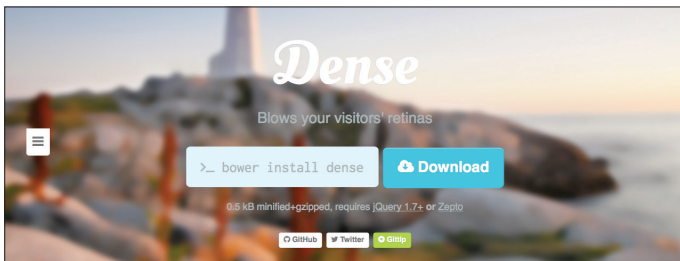 Dense
Blows your visitors' retinas
>_ bower install dense
Download
0.5 kB minified+gzipped, requires jQuery 1.7+ or Zepto
GitHub
Twitter
Gittip